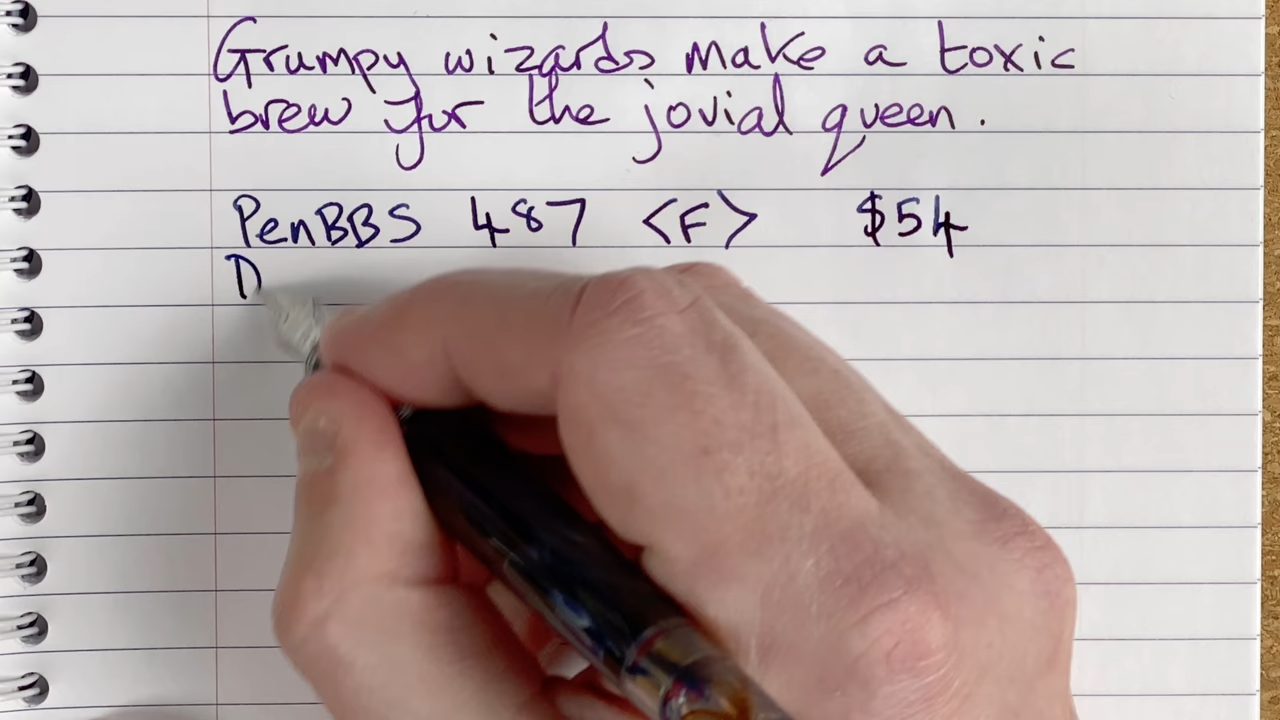 Grumpy wizards make a toxic
brew for the jovial queen.
PenBBS 487 <F> $54
D